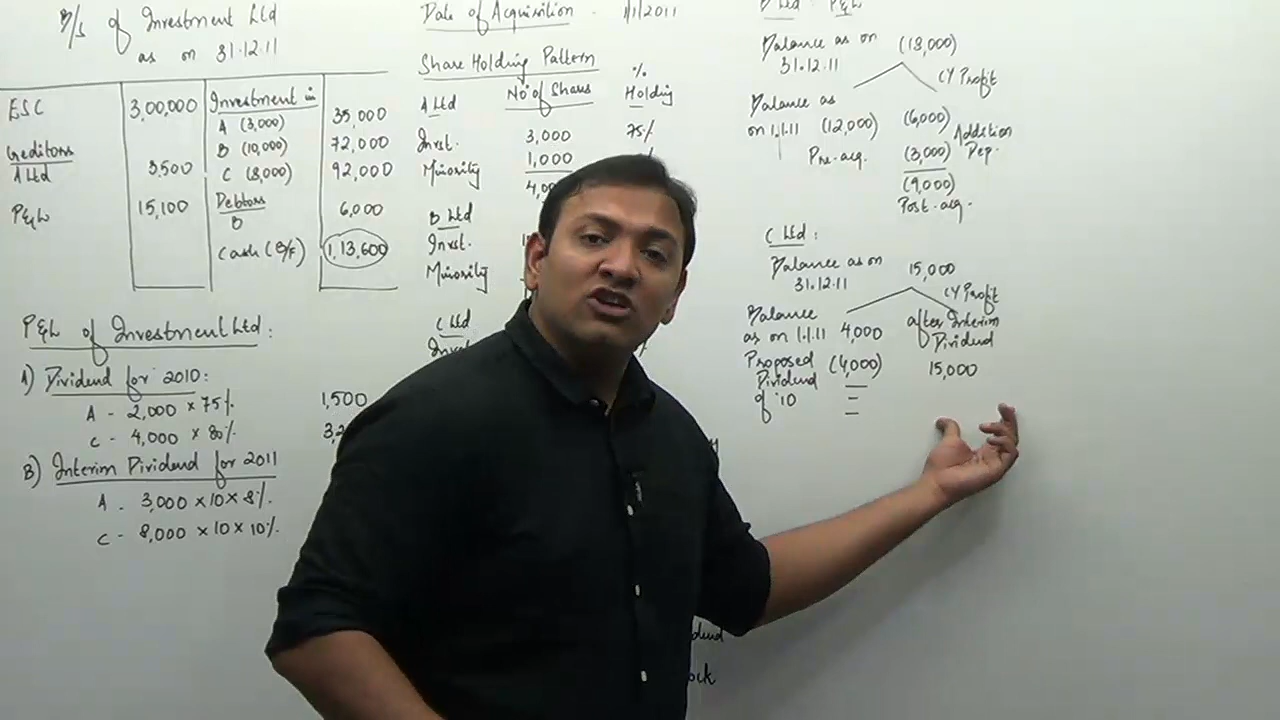 B/S of Investment Ltd
as on 31.12.11
ESC 3,00,000 Investment in
A (3,000) 35,000
Creditors B (10,000) 72,000
A Ltd 3,500 C (8,000) 92,000
P&L 15,100 Debtors
B 6,000
Cash (B/F) 1,13,600
P&L of Investment Ltd:
A) Dividend for 2010:
A - 2,000 × 75% 1,500
C - 4,000 × 80%
B) Interim Dividend for 2011
A - 3,000 × 10 × 8%
C - 8,000 × 10 × 10%
Date of Acquisition - 1/1/2011
Share Holding Pattern
A Ltd No of Shares % Holding
Invst. 3,000 75%
Minority 1,000
B Ltd
Invst.
Minority
C Ltd
Invst
B Ltd P&L
Balance as on (18,000)
31.12.11
CY Profit
Balance as
on 1.1.11 (12,000) (6,000)
Pre-acq. (3,000) Addition Dep.
(9,000)
Post-acq.
C Ltd:
Balance as on 15,000
31.12.11
CY Profit
Balance after Interim
as on 1.1.11 4,000 Dividend
Proposed (4,000) 15,000
Dividend
of '10